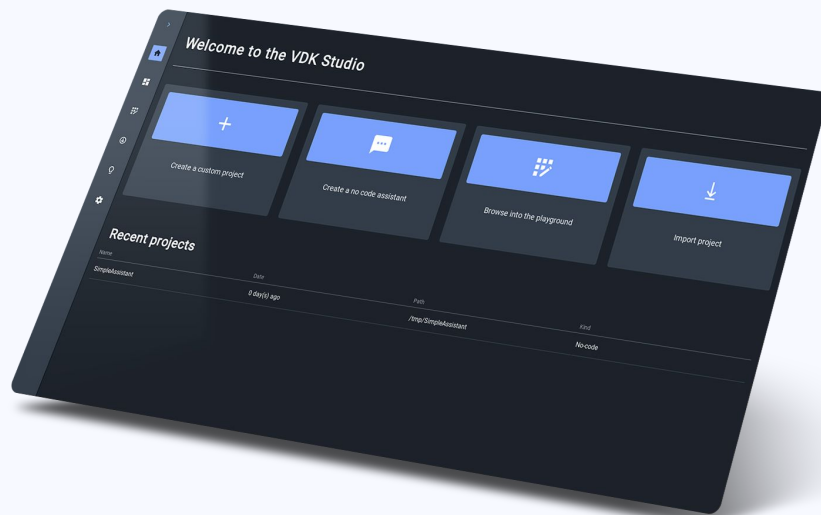 Welcome to the VDK Studio
Create a custom project
Create a no code assistant
Browse into the playground
Import project
Recent projects
Name Date Path Kind
SimpleAssistant 0 day(s) ago /tmp/SimpleAssistant No-code